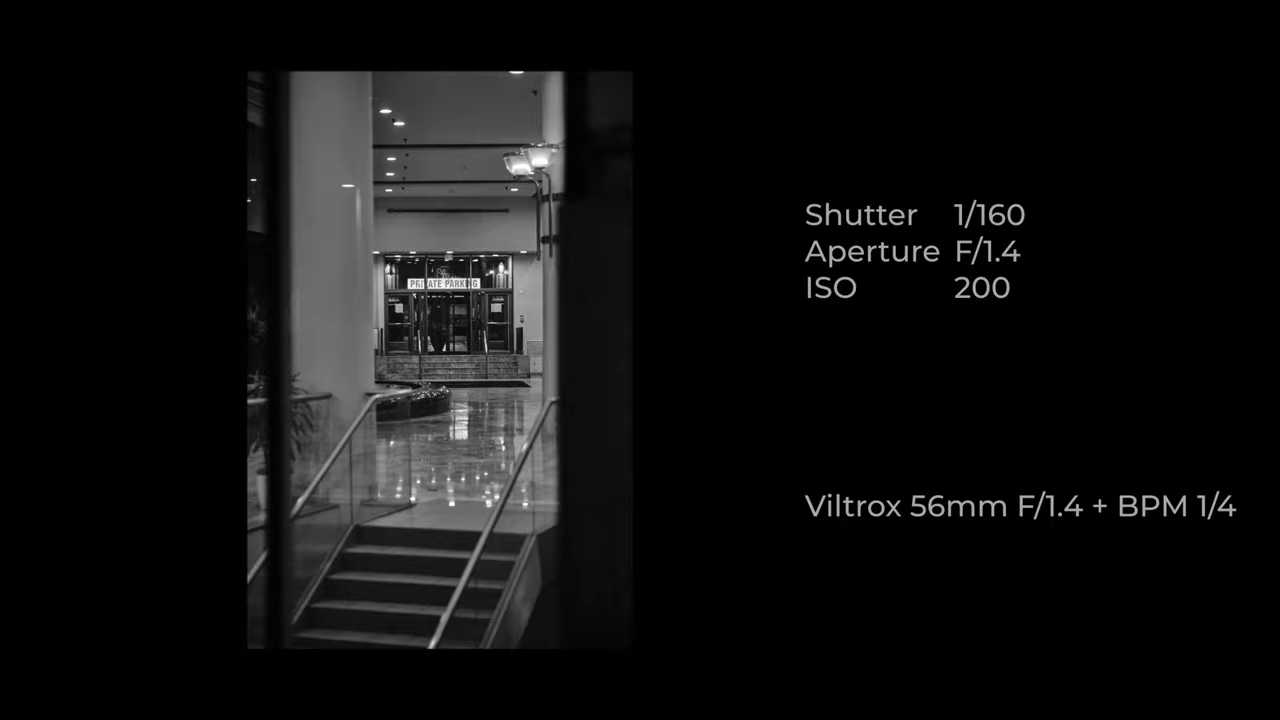 PRIVATE PARKING
Shutter 1/160
Aperture F/1.4
ISO 200
Viltrox 56mm F/1.4 + BPM 1/4